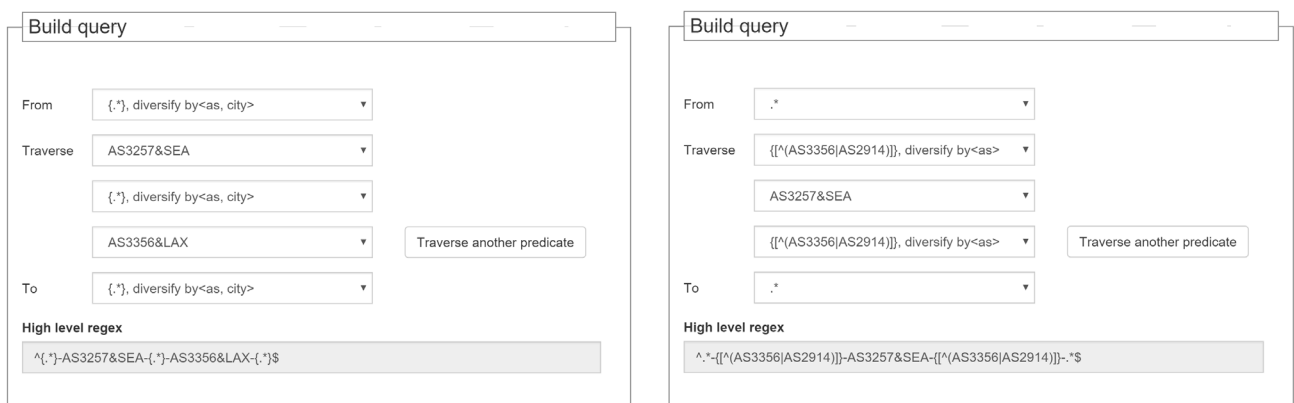 Build query
From {.*}, diversify by<as, city>
Traverse AS3257&SEA
{.*}, diversify by<as, city>
AS3356&LAX Traverse another predicate
To {.*}, diversify by<as, city>
High level regex
^{.*}-AS3257&SEA-{.*}-AS3356&LAX-{.*}$
Build query
From .*
Traverse {[^(AS3356|AS2914)]}, diversify by<as>
AS3257&SEA
{[^(AS3356|AS2914)]}, diversify by<as> Traverse another predicate
To .*
High level regex
^.*-{[^(AS3356|AS2914)]}-AS3257&SEA-{[^(AS3356|AS2914)]}-.*$